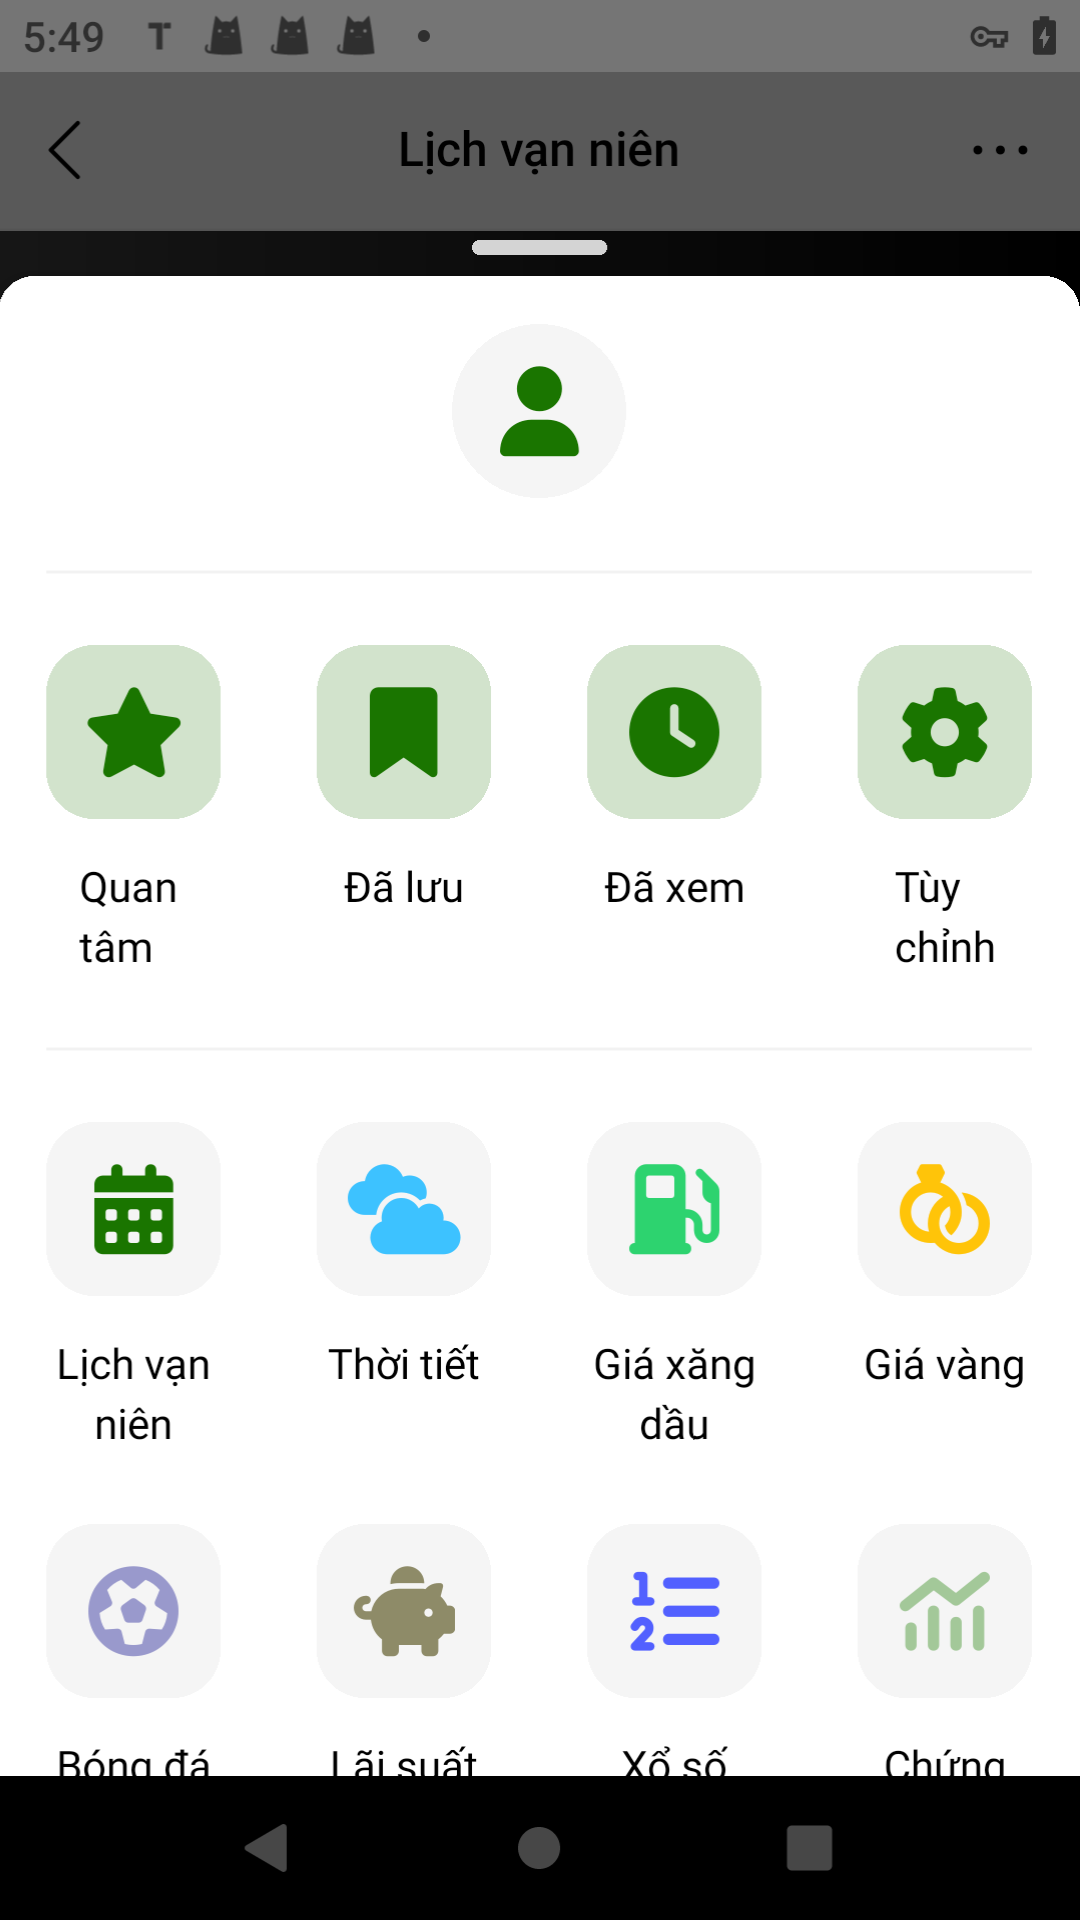 5:49
Lịch vạn niên
Quan tâm
Đã lưu
Đã xem
Tùy chỉnh
Lịch vạn niên
Thời tiết
Giá xăng dầu
Giá vàng
Bóng đá
Lãi suất
Xổ số
Chứng